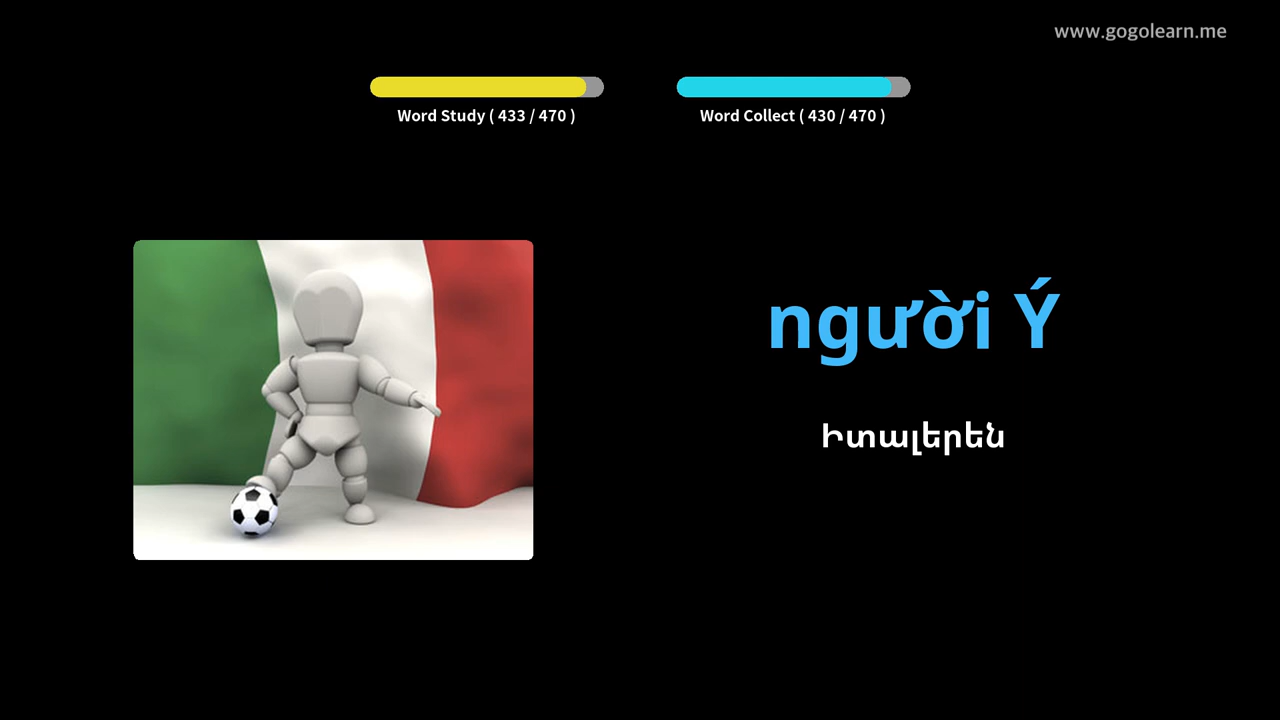 www.gogolearn.me
Word Study ( 433 / 470 )
Word Collect ( 430 / 470 )
người Ý
Իտալերեն